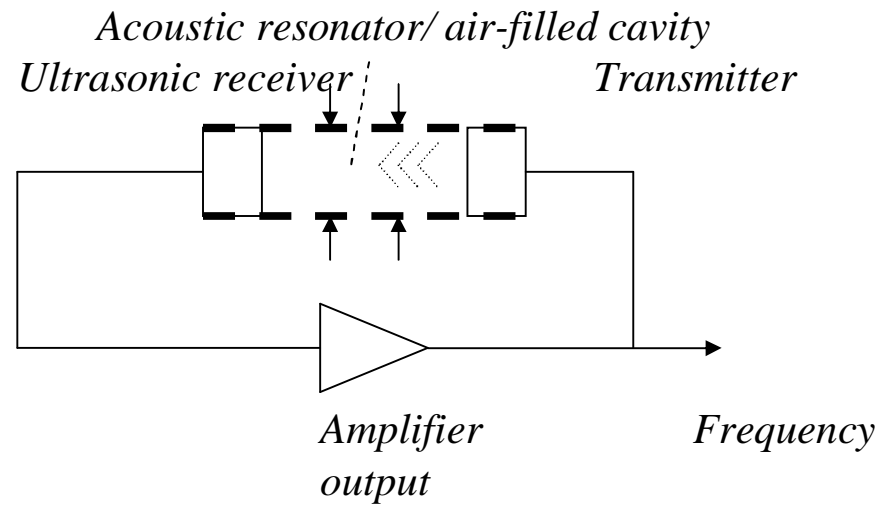 Acoustic resonator/ air-filled cavity
Ultrasonic receiver Transmitter
Amplifier Frequency
output